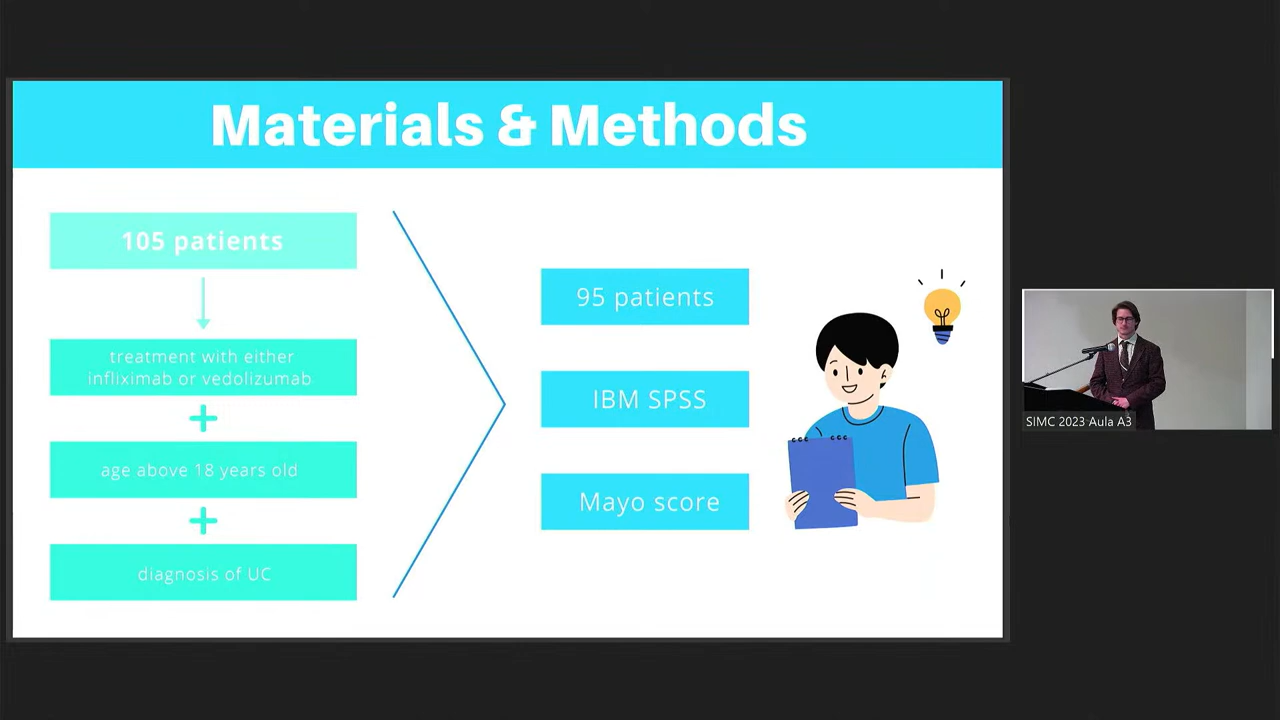 Materials & Methods
105 patients
treatment with either
infliximab or vedolizumab
+
age above 18 years old
+
diagnosis of UC
95 patients
IBM SPSS
Mayo score
SIMC 2023 Aula A3